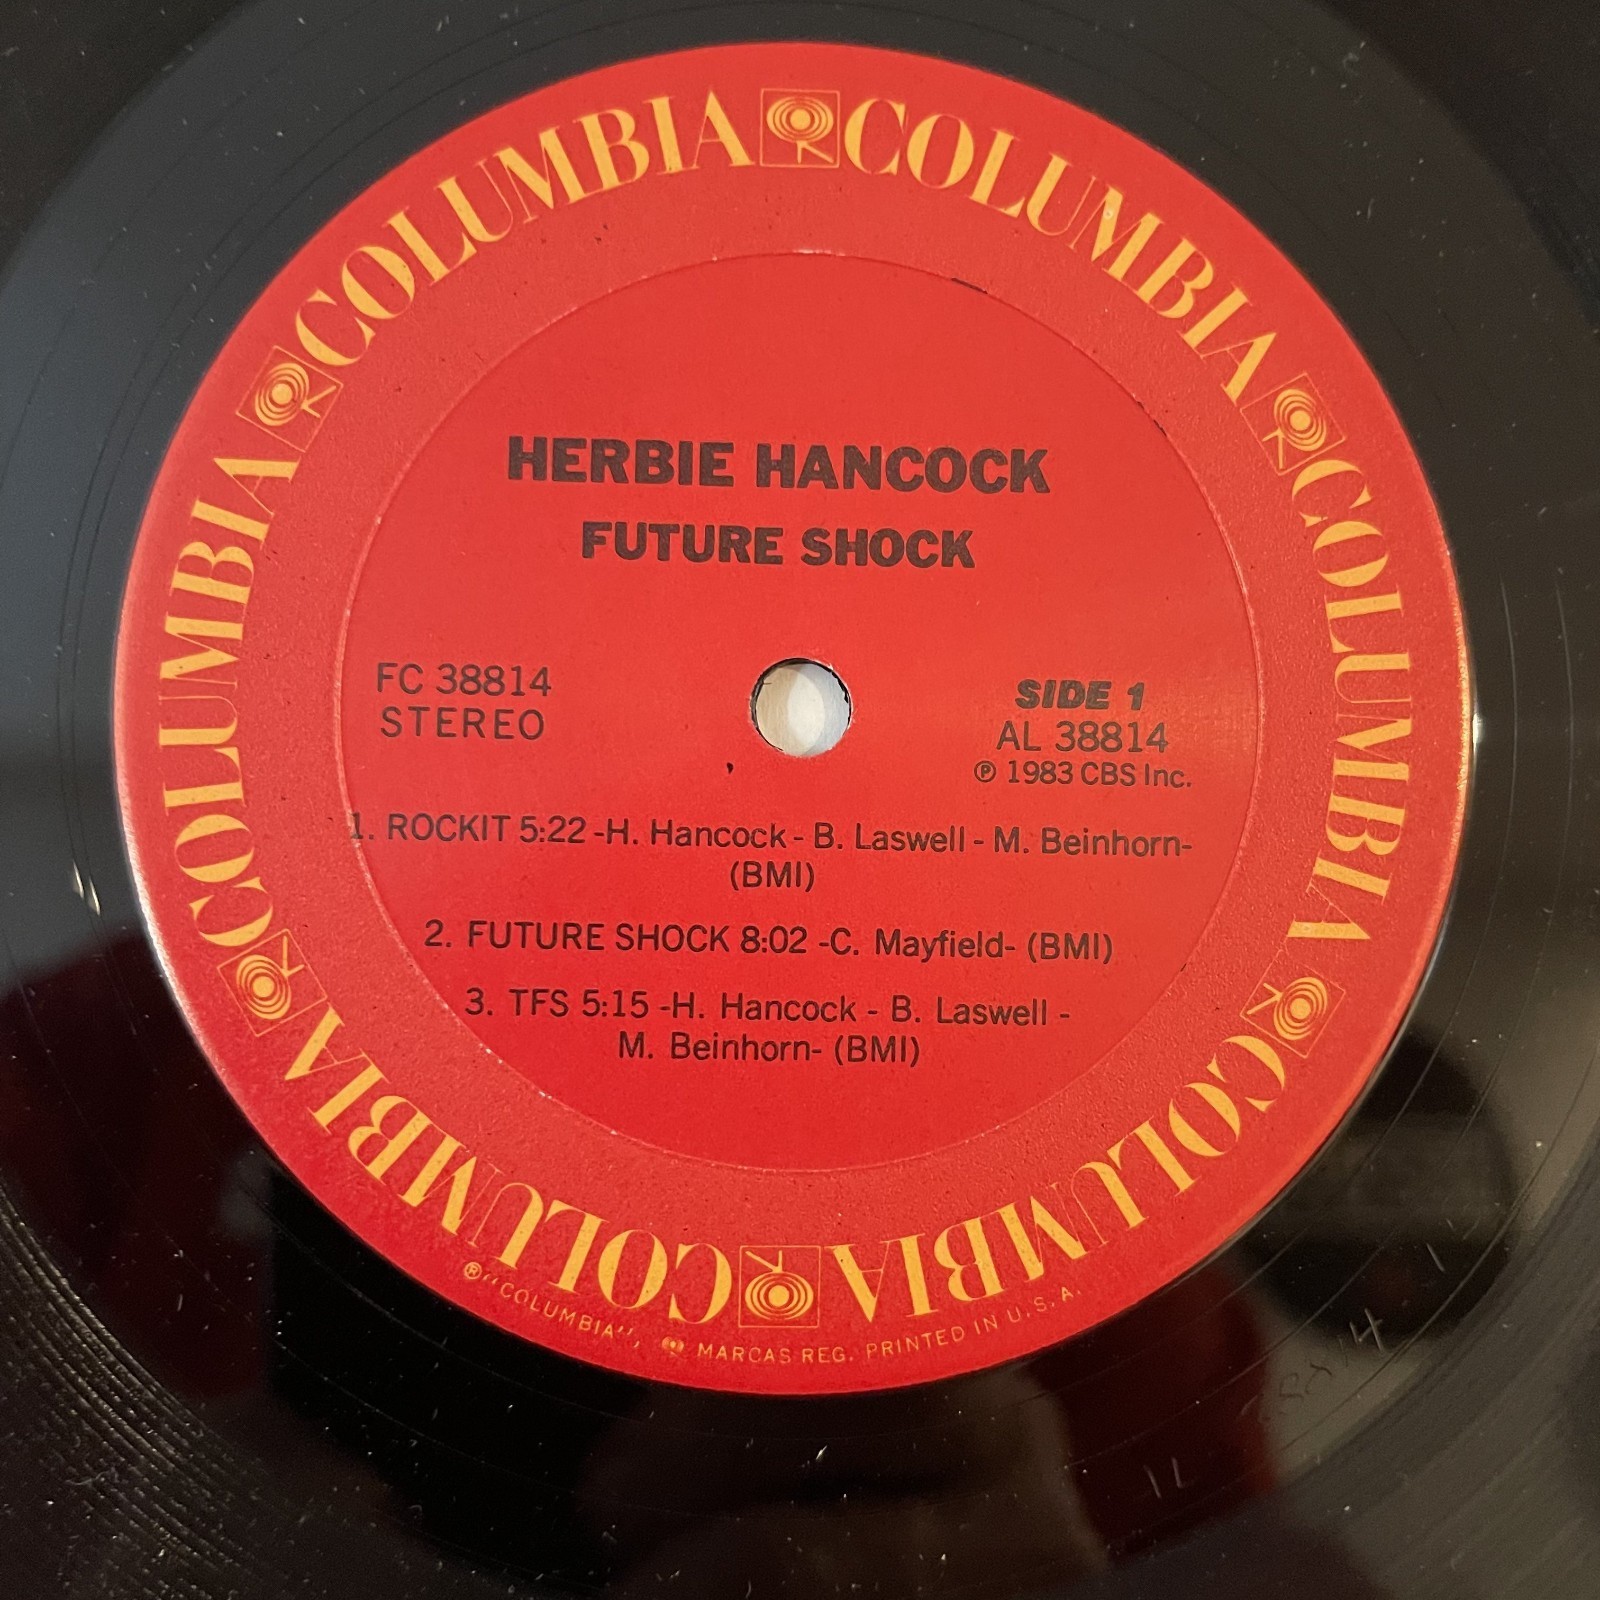 COLUMBIA COLUMBIA COLUMBIA COLUMBIA COLUMBIA COLUMBIA
HERBIE HANCOCK
FUTURE SHOCK
FC 38814
STEREO
SIDE 1
AL 38814
℗ 1983 CBS Inc.
1. ROCKIT 5:22 -H. Hancock - B. Laswell - M. Beinhorn-
(BMI)
2. FUTURE SHOCK 8:02 -C. Mayfield- (BMI)
3. TFS 5:15 -H. Hancock - B. Laswell -
M. Beinhorn- (BMI)
® "COLUMBIA", MARCAS REG. PRINTED IN U.S.A.